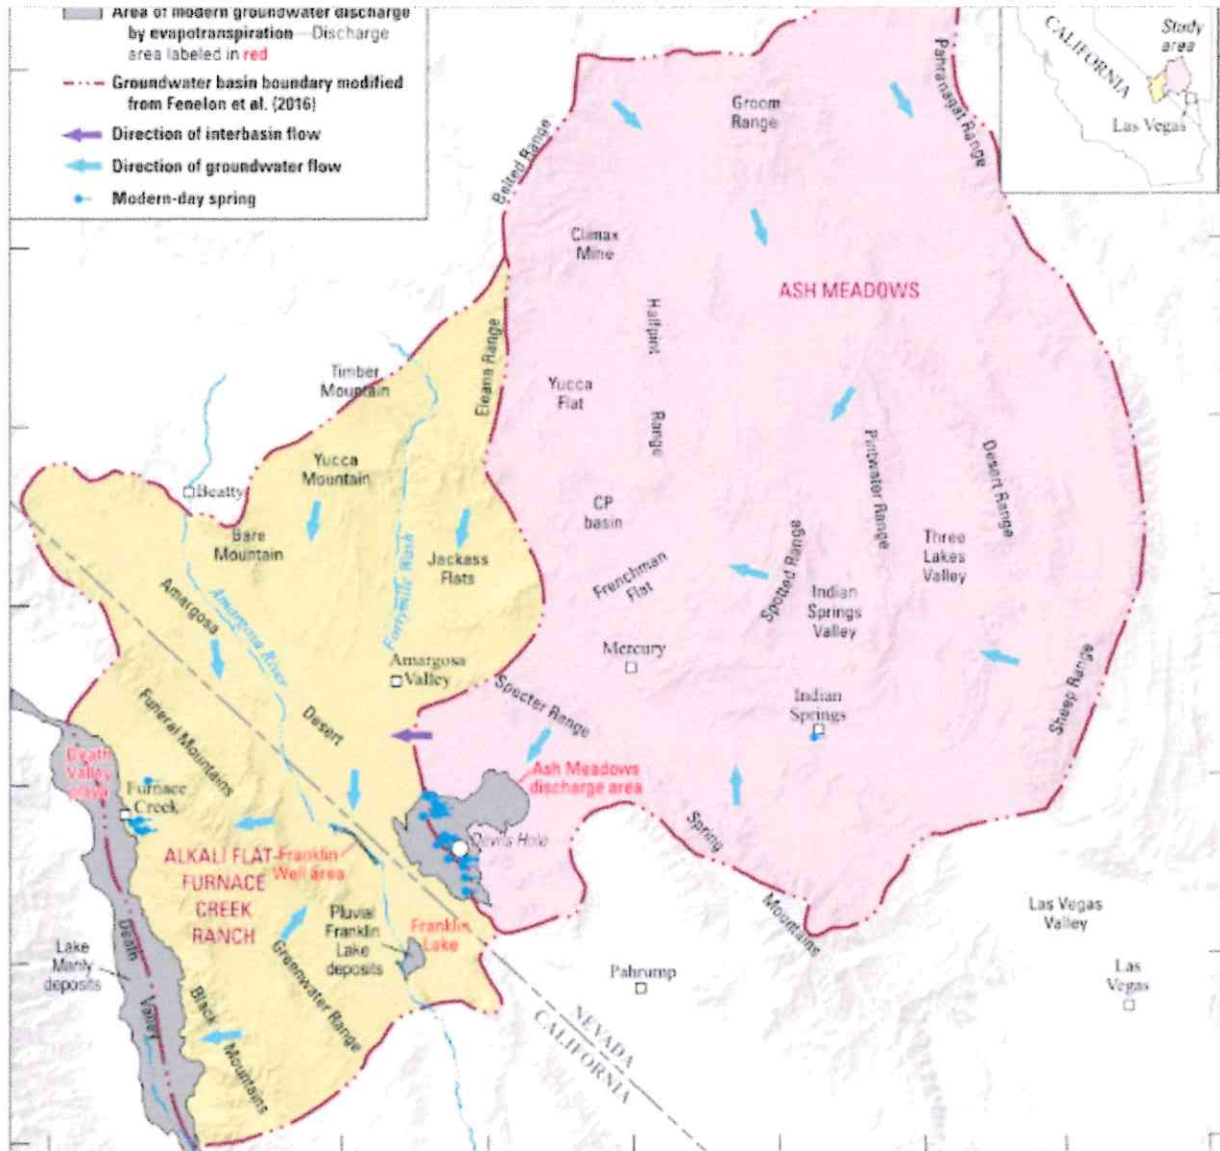 Area of modern groundwater discharge
by evapotranspiration—Discharge
area labeled in red
Groundwater basin boundary modified
from Fenelon et al. (2016)
Direction of interbasin flow
Direction of groundwater flow
Modern-day spring
CALIFORNIA
Study
area
Las Vegas
Pahranagat Range
Groom
Range
Belted Range
Climax
Mine
ASH MEADOWS
Halfpint
Range
Eleana Range
Timber
Mountain
Yucca
Flat
Yucca
Mountain
Pintwater Range
Desert Range
Beatty
CP
basin
Bare
Mountain
Fortymile Wash
Jackass
Flats
Frenchman
Flat
Spotted Range
Three
Lakes
Valley
Indian
Springs
Valley
Amargosa
Desert
Amargosa River
Amargosa
Valley
Mercury
Indian
Springs
Sheep Range
Specter Range
Funeral Mountains
Death
Valley
playa
Furnace
Creek
Ash Meadows
discharge area
Devils Hole
Spring
Mountains
ALKALI FLAT-
FURNACE
CREEK
RANCH
Franklin
Well area
Pluvial
Franklin
Lake
deposits
Franklin
Lake
Las Vegas
Valley
Lake
Manly
deposits
Death
Valley
Black
Mountains
Greenwater Range
Pahrump
Las
Vegas
NEVADA
CALIFORNIA